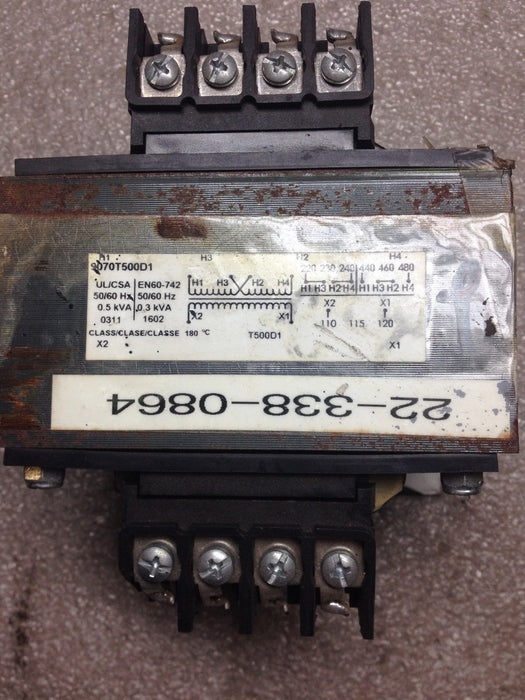 H1 H3 H2 H4
9070T500D1
UL/CSA EN60-742
50/60 Hz 50/60 Hz
0.5 kVA 0.3 kVA
0311 1602
CLASS/CLASE/CLASSE 180 °C
X2
H1 H3 H2 H4
X2 X1
T500D1
220 230 240 440 460 480
H1 H3 H2 H4 H1 H3 H2 H4
X2 X1
110 115 120
X1
22-338-0864